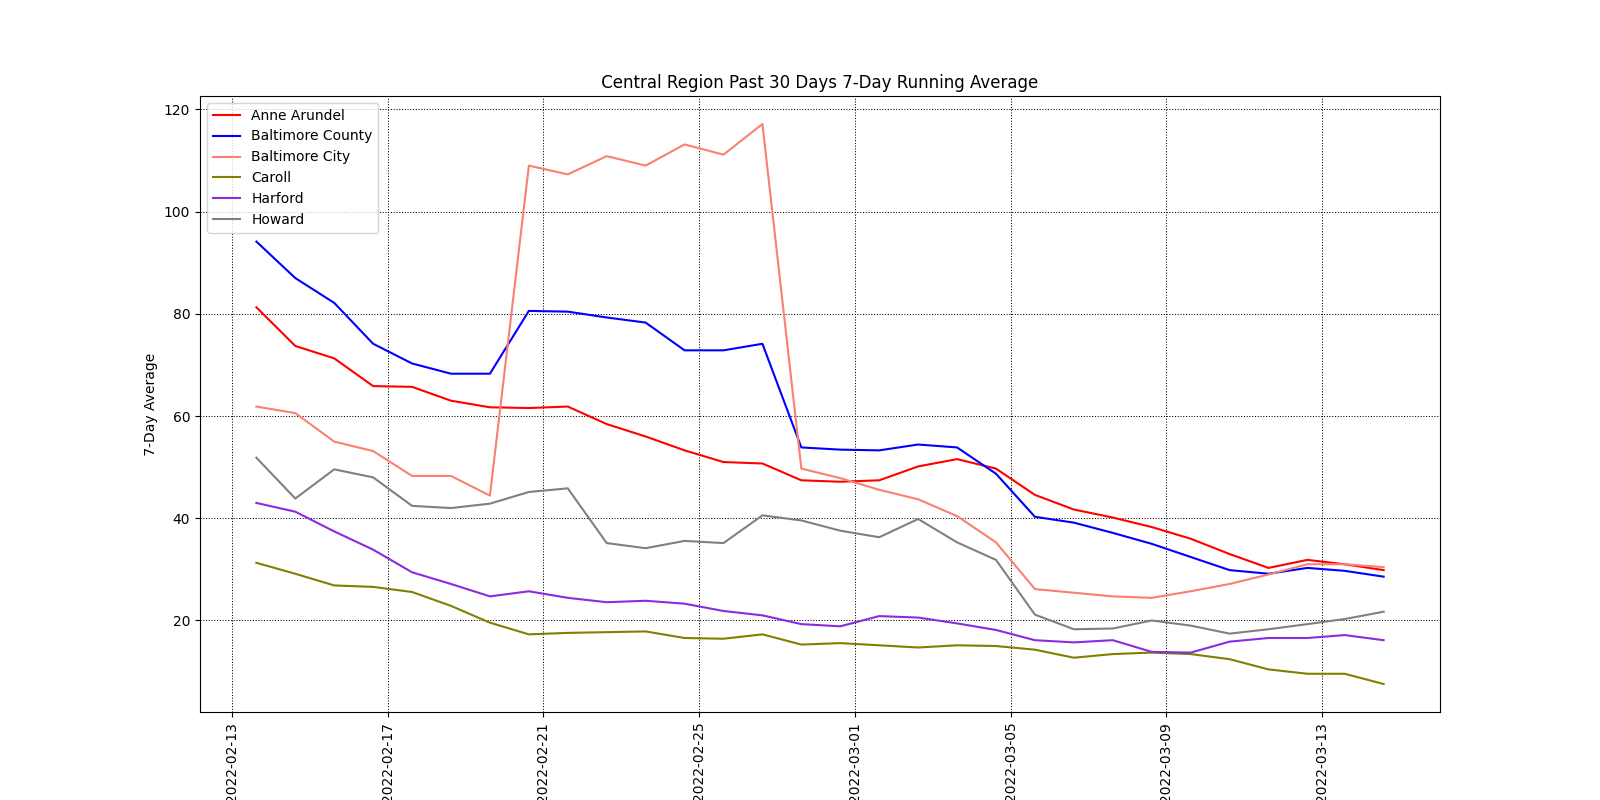 Central Region Past 30 Days 7-Day Running Average
120
100
80
60
40
20
7-Day Average
Anne Arundel
Baltimore County
Baltimore City
Caroll
Harford
Howard
2022-02-13
2022-02-17
2022-02-21
2022-02-25
2022-03-01
2022-03-05
2022-03-09
2022-03-13